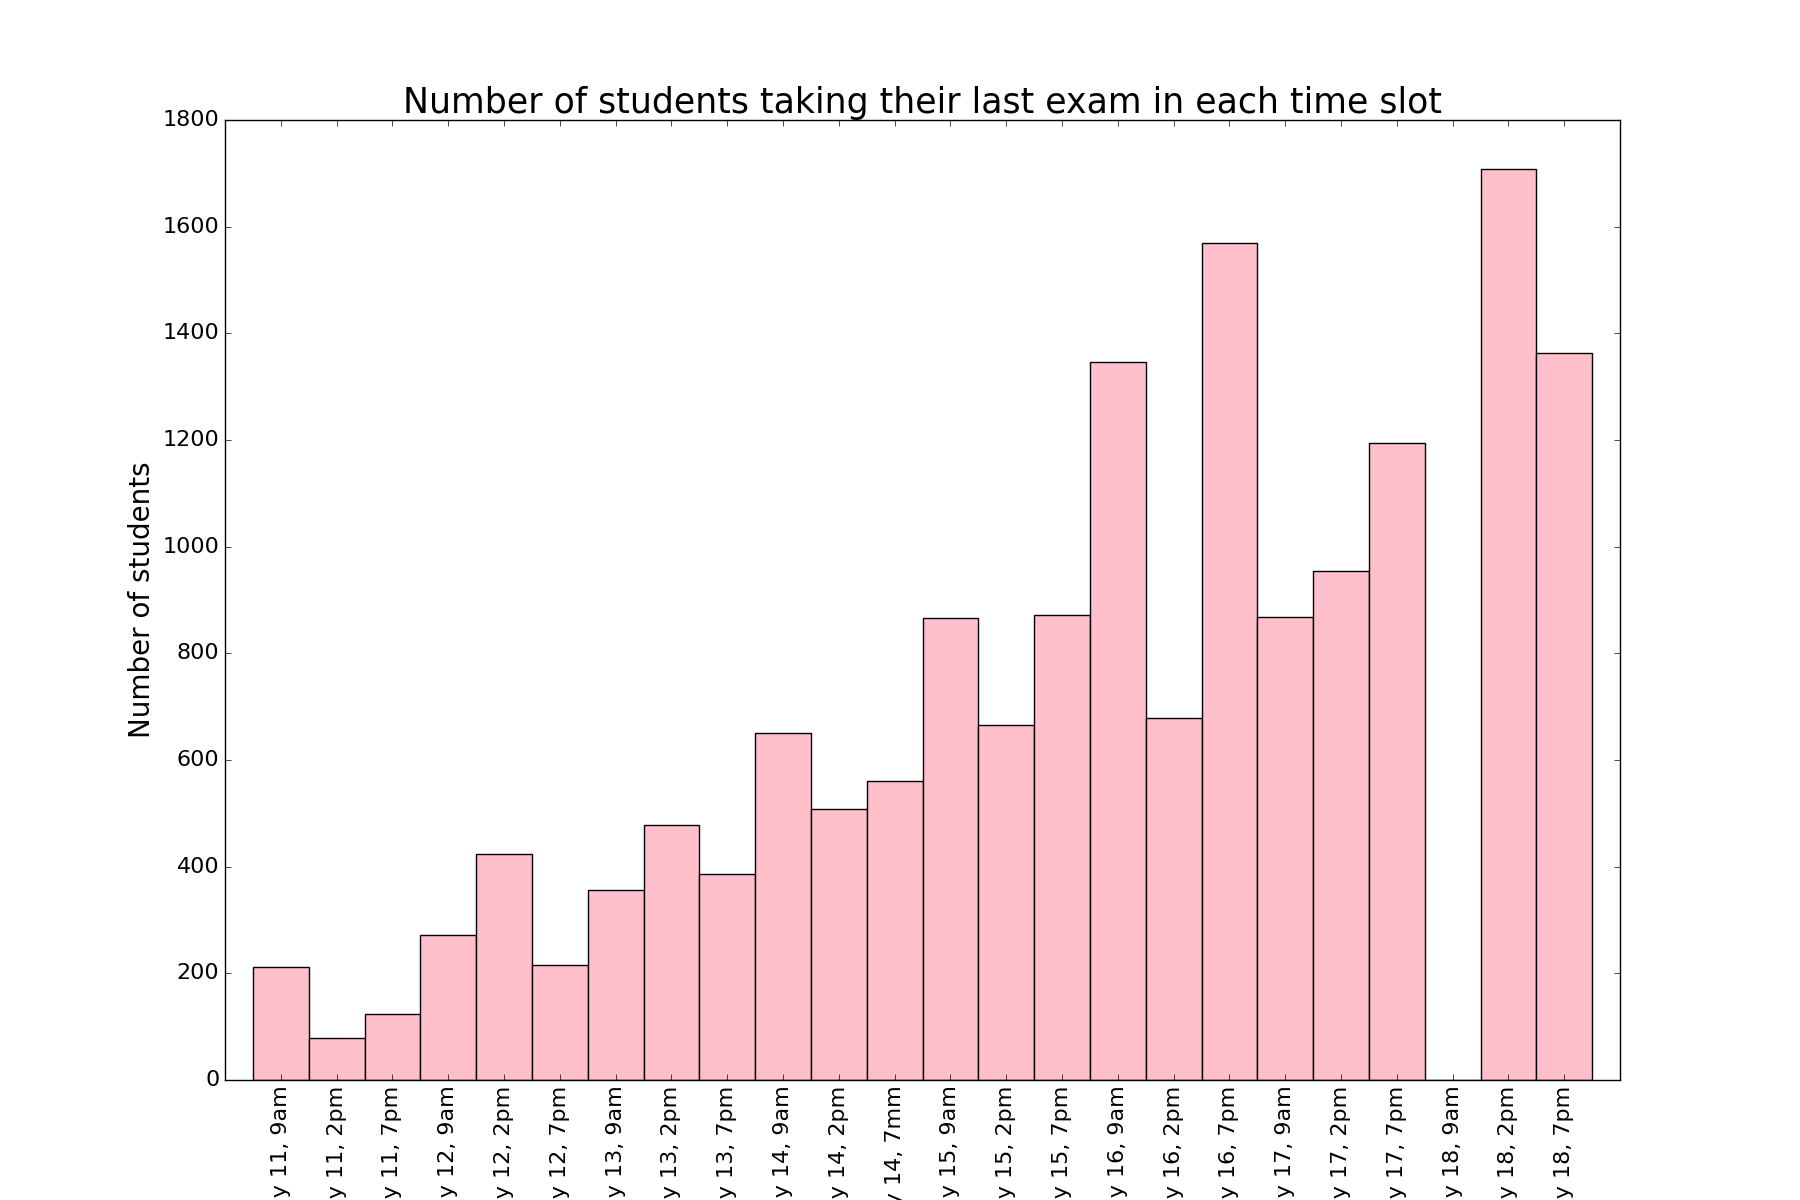 Number of students taking their last exam in each time slot
1800
1600
1400
1200
1000
800
600
400
200
0
Number of students
y 11, 9am
y 11, 2pm
y 11, 7pm
y 12, 9am
y 12, 2pm
y 12, 7pm
y 13, 9am
y 13, 2pm
y 13, 7pm
y 14, 9am
y 14, 2pm
y 14, 7mm
y 15, 9am
y 15, 2pm
y 15, 7pm
y 16, 9am
y 16, 2pm
y 16, 7pm
y 17, 9am
y 17, 2pm
y 17, 7pm
y 18, 9am
y 18, 2pm
y 18, 7pm